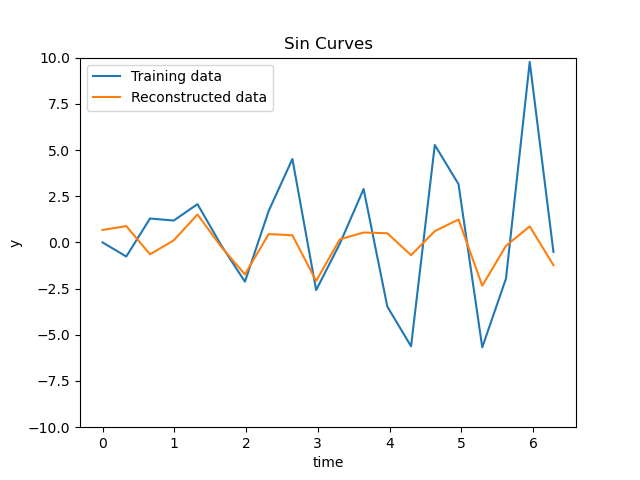 Sin Curves
Training data
Reconstructed data
10.0
7.5
5.0
2.5
0.0
−2.5
−5.0
−7.5
−10.0
y
0 1 2 3 4 5 6
time